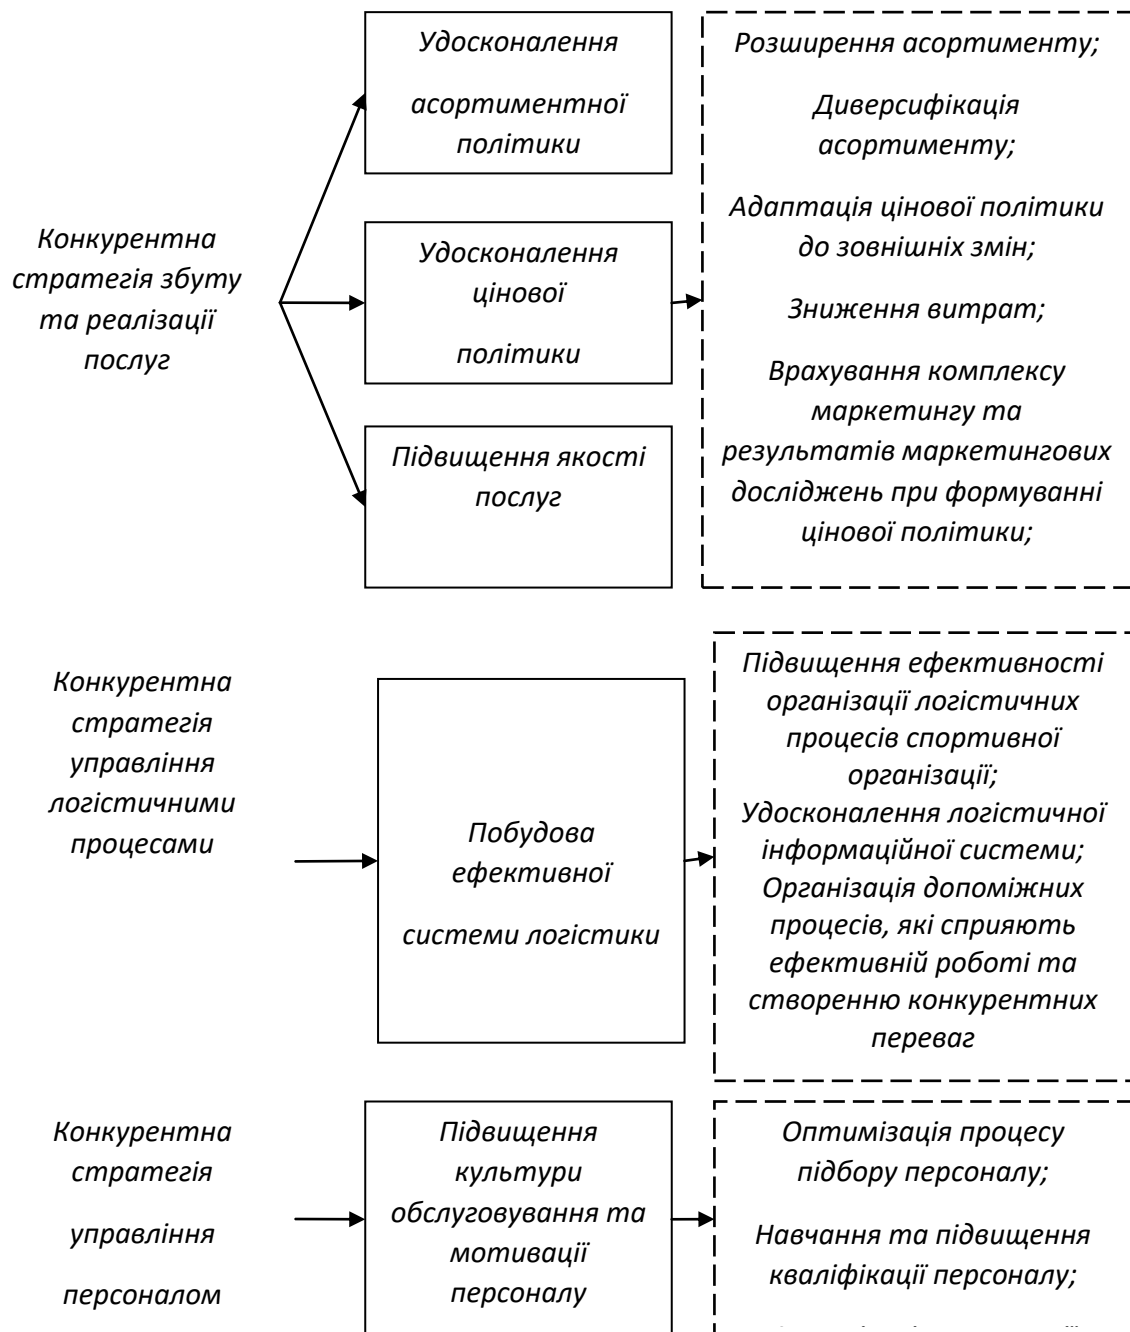 Конкурентна
стратегія збуту
та реалізації
послуг
Удосконалення
асортиментної
політики
Удосконалення
цінової
політики
Підвищення якості
послуг
Розширення асортименту;
Диверсифікація
асортименту;
Адаптація цінової політики
до зовнішніх змін;
Зниження витрат;
Врахування комплексу
маркетингу та
результатів маркетингових
досліджень при формуванні
цінової політики;
Конкурентна
стратегія
управління
логістичними
процесами
Побудова
ефективної
системи логістики
Підвищення ефективності
організації логістичних
процесів спортивної
організації;
Удосконалення логістичної
інформаційної системи;
Організація допоміжних
процесів, які сприяють
ефективній роботі та
створенню конкурентних
переваг
Конкурентна
стратегія
управління
персоналом
Підвищення
культури
обслуговування та
мотивації
персоналу
Оптимізація процесу
підбору персоналу;
Навчання та підвищення
кваліфікації персоналу;